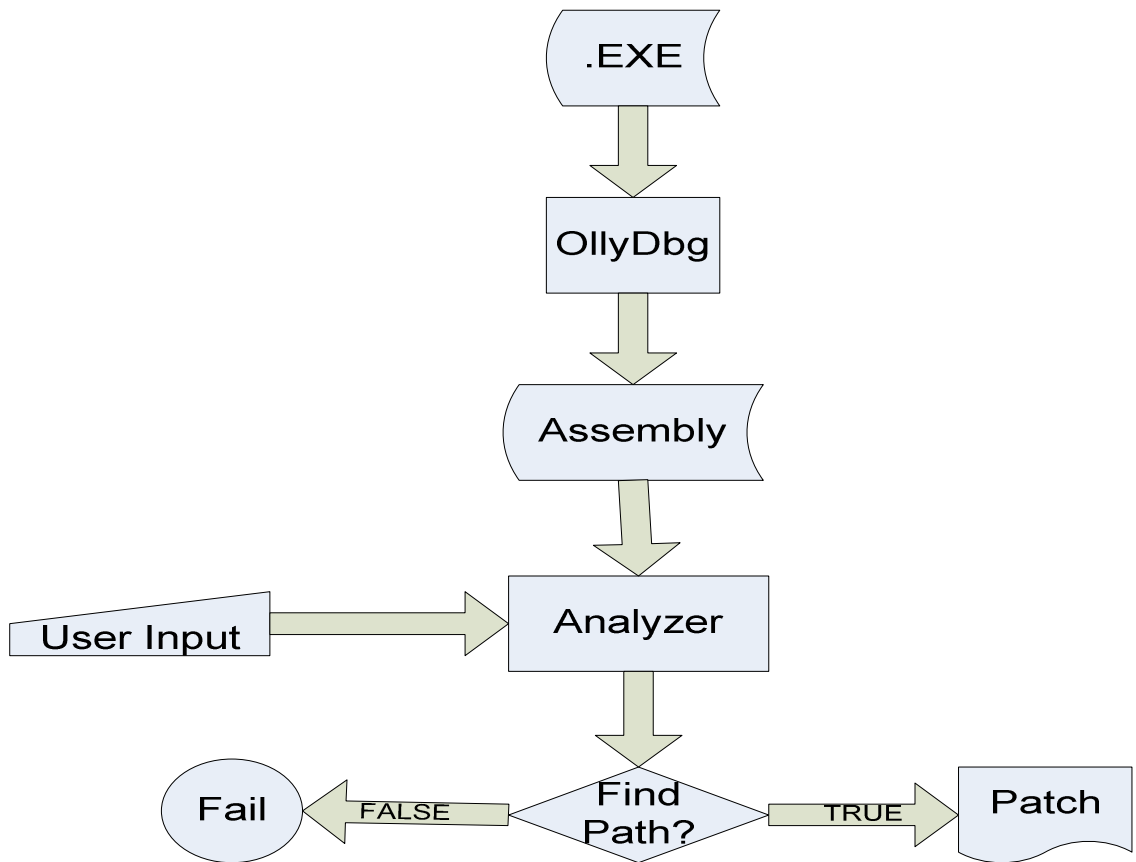 .EXE
OllyDbg
Assembly
User Input
Analyzer
Fail
FALSE
Find
Path?
TRUE
Patch